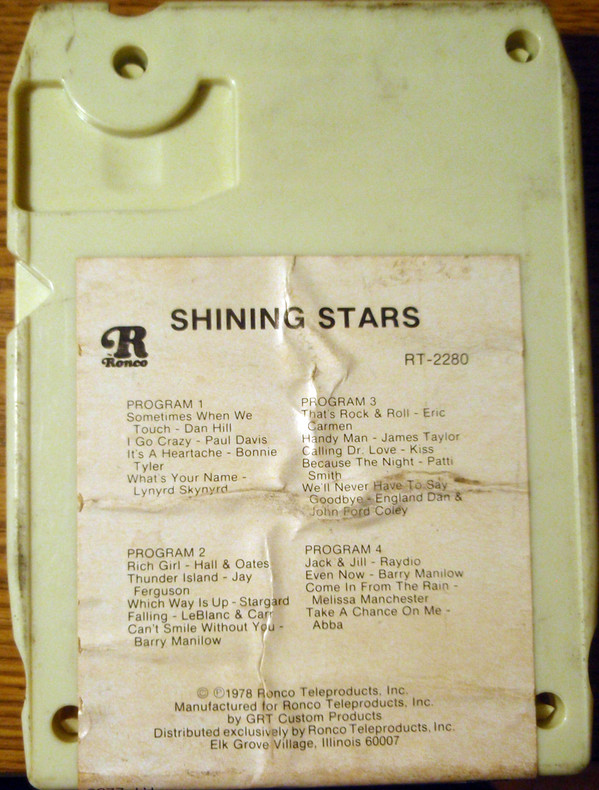 SHINING STARS
R
Ronco
RT-2280
PROGRAM 1
Sometimes When We
Touch - Dan Hill
I Go Crazy - Paul Davis
It's A Heartache - Bonnie
Tyler
What's Your Name -
Lynyrd Skynyrd
PROGRAM 2
Rich Girl - Hall & Oates
Thunder Island - Jay
Ferguson
Which Way Is Up - Stargard
Falling - LeBlanc & Carr
Can't Smile Without You -
Barry Manilow
PROGRAM 3
That's Rock & Roll - Eric
Carmen
Handy Man - James Taylor
Calling Dr. Love - Kiss
Because The Night - Patti
Smith
We'll Never Have To Say
Goodbye - England Dan &
John Ford Coley
PROGRAM 4
Jack & Jill - Raydio
Even Now - Barry Manilow
Come In From The Rain -
Melissa Manchester
Take A Chance On Me -
Abba
© ℗1978 Ronco Teleproducts, Inc.
Manufactured for Ronco Teleproducts, Inc.
by GRT Custom Products
Distributed exclusively by Ronco Teleproducts, Inc.
Elk Grove Village, Illinois 60007